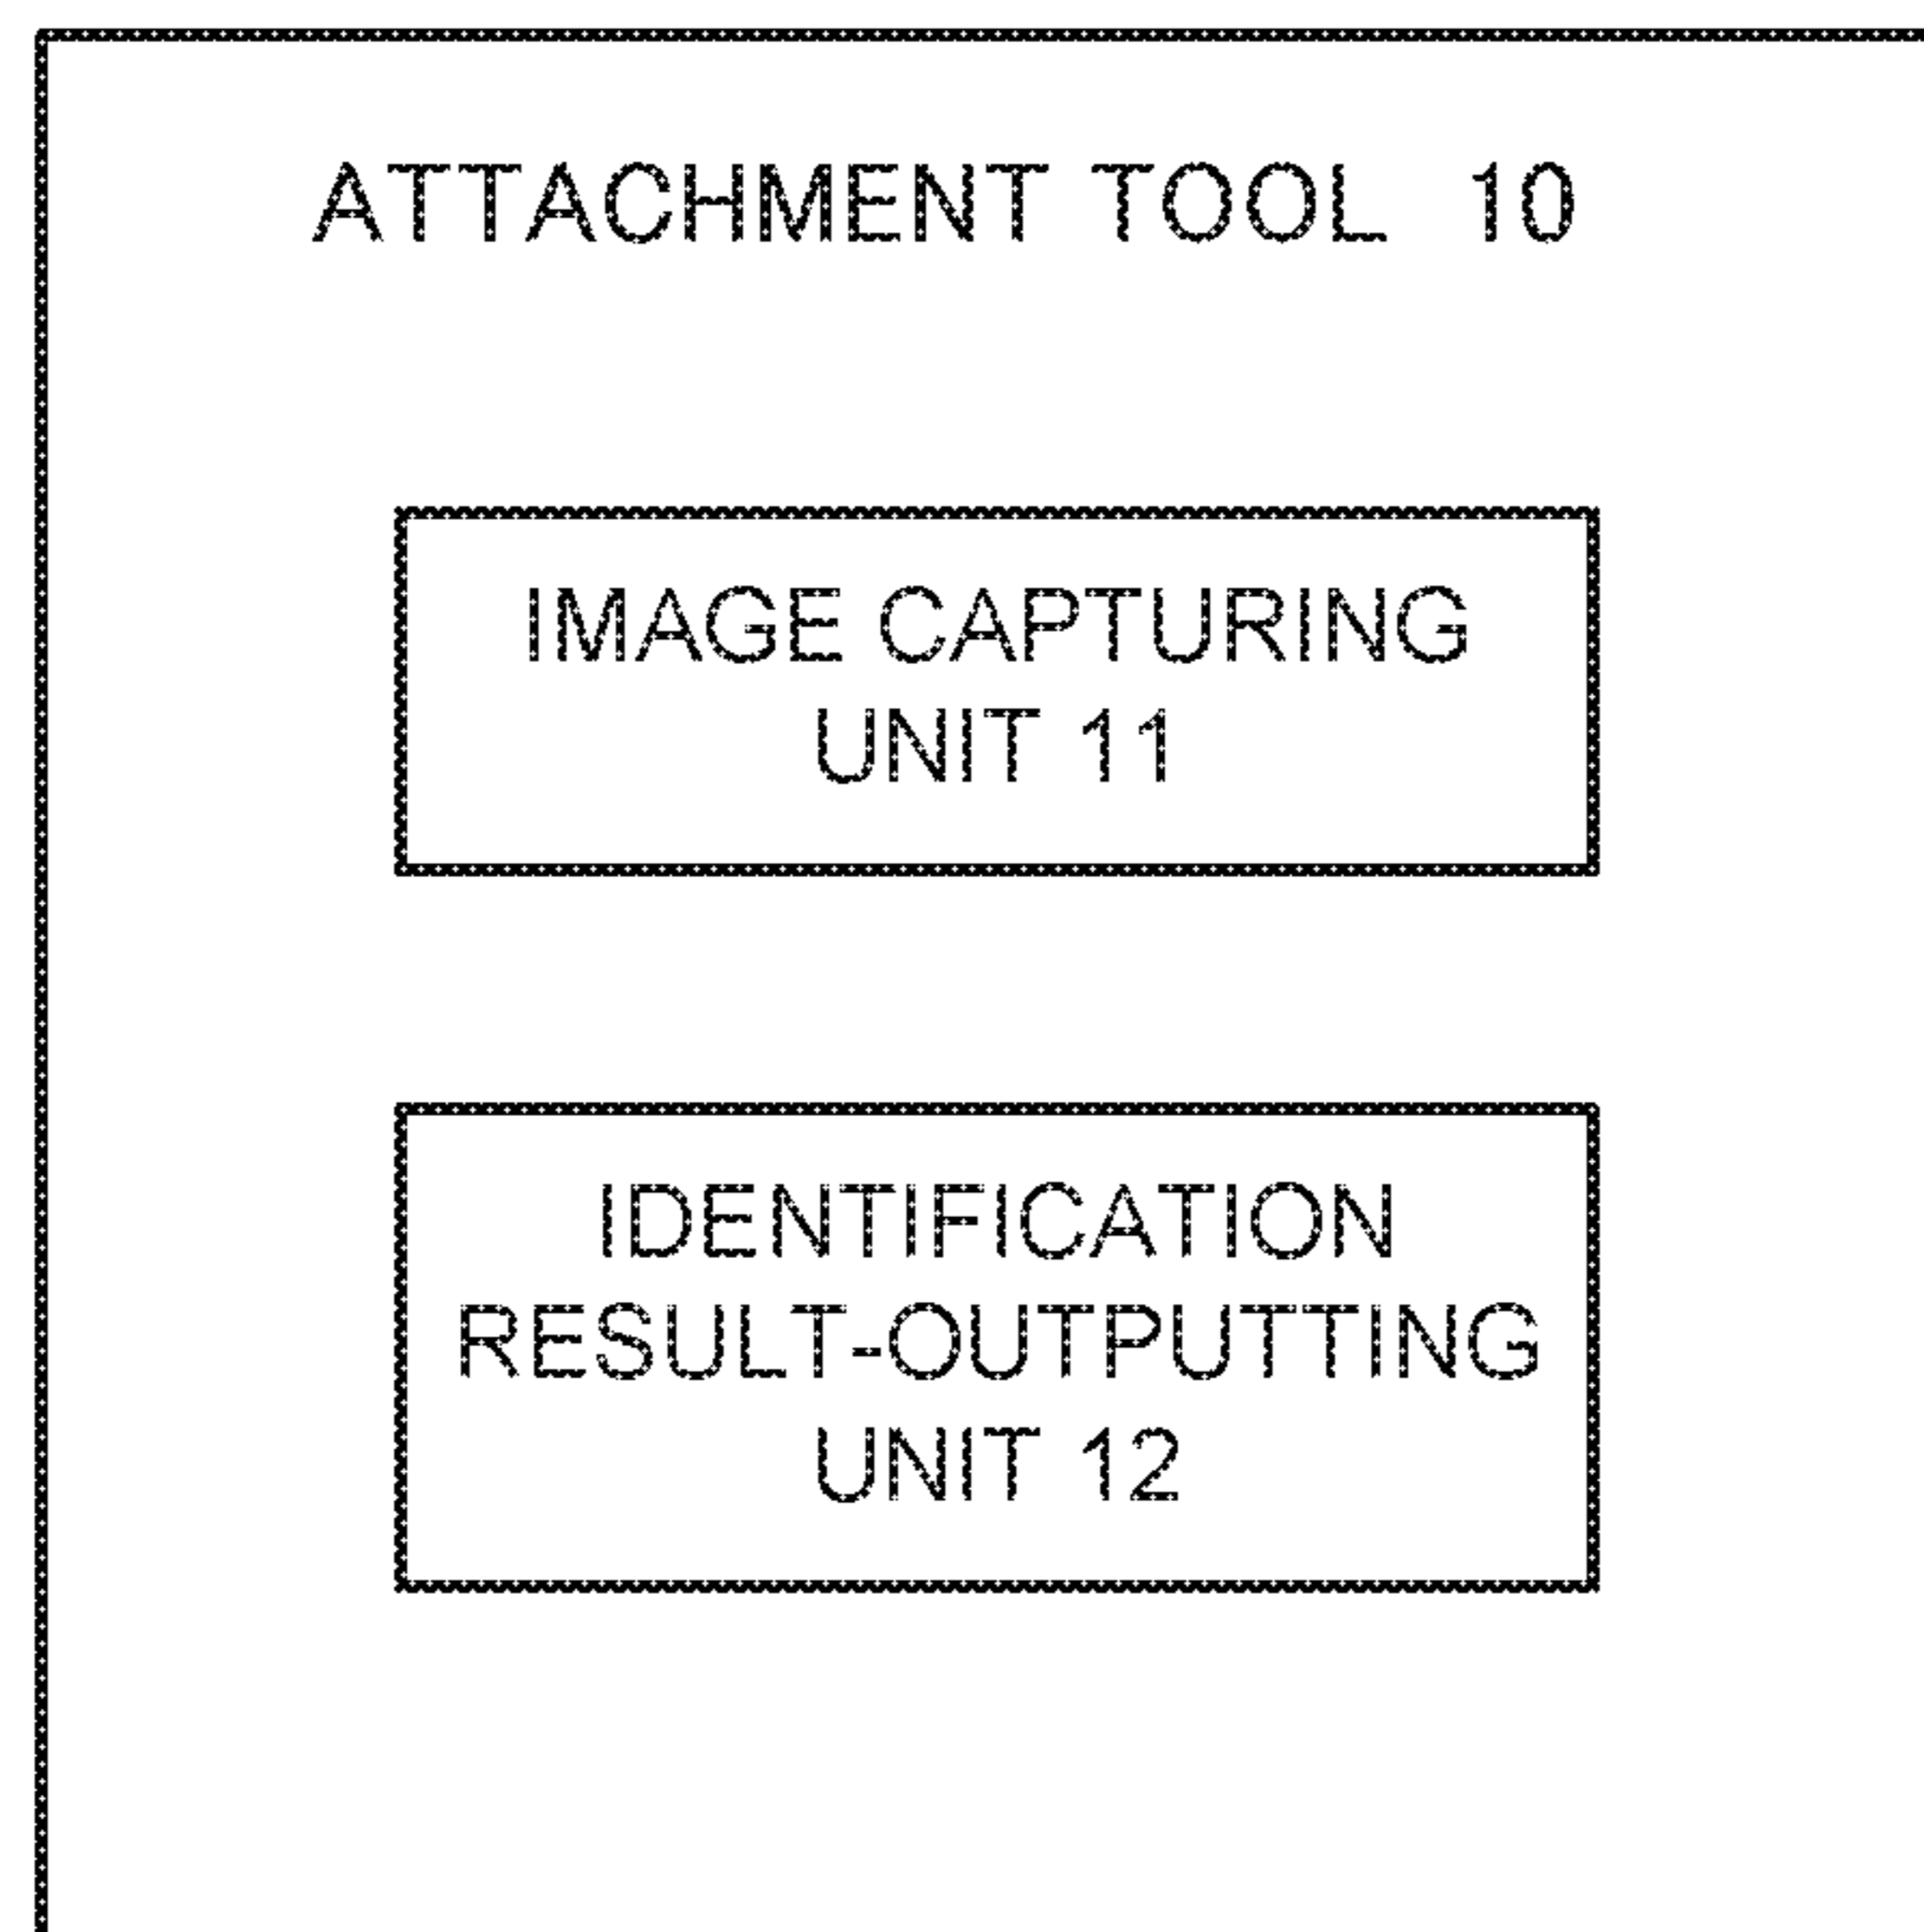 ATTACHMENT TOOL 10
IMAGE CAPTURING
UNIT 11
IDENTIFICATION
RESULT-OUTPUTTING
UNIT 12